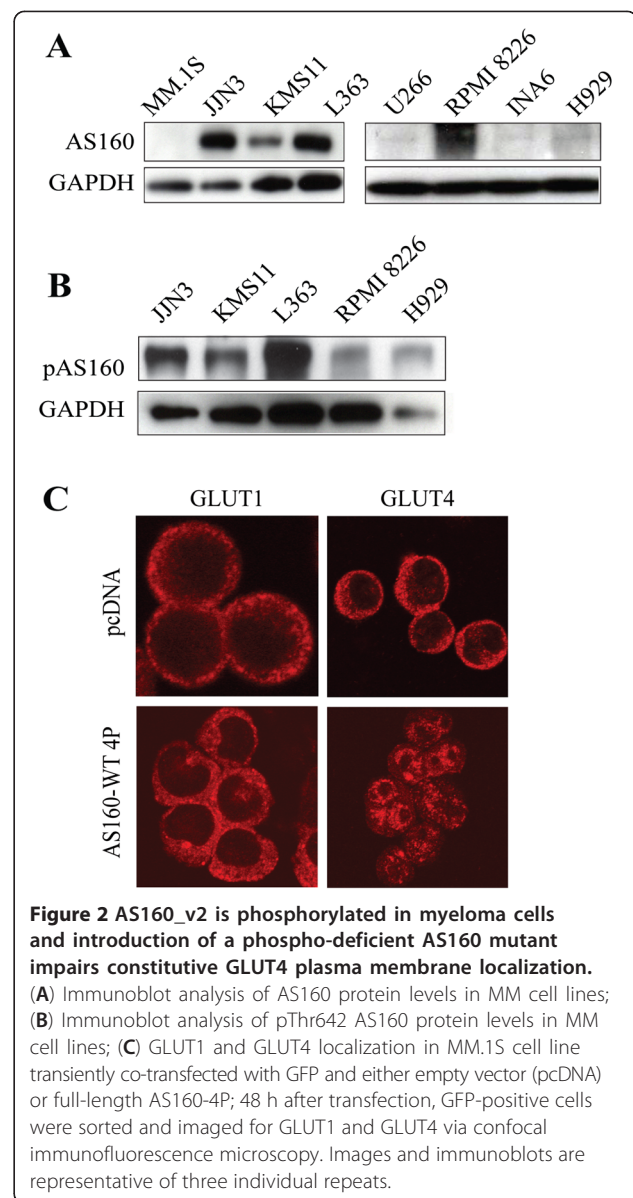 A
MM.1S JJN3 KMS11 L363 U266 RPMI 8226 INA6 H929
AS160
GAPDH
B
JJN3 KMS11 L363 RPMI 8226 H929
pAS160
GAPDH
C
GLUT1 GLUT4
pcDNA
AS160-WT 4P
Figure 2 AS160_v2 is phosphorylated in myeloma cells
and introduction of a phospho-deficient AS160 mutant
impairs constitutive GLUT4 plasma membrane localization.
(A) Immunoblot analysis of AS160 protein levels in MM cell lines;
(B) Immunoblot analysis of pThr642 AS160 protein levels in MM
cell lines; (C) GLUT1 and GLUT4 localization in MM.1S cell line
transiently co-transfected with GFP and either empty vector (pcDNA)
or full-length AS160-4P; 48 h after transfection, GFP-positive cells
were sorted and imaged for GLUT1 and GLUT4 via confocal
immunofluorescence microscopy. Images and immunoblots are
representative of three individual repeats.